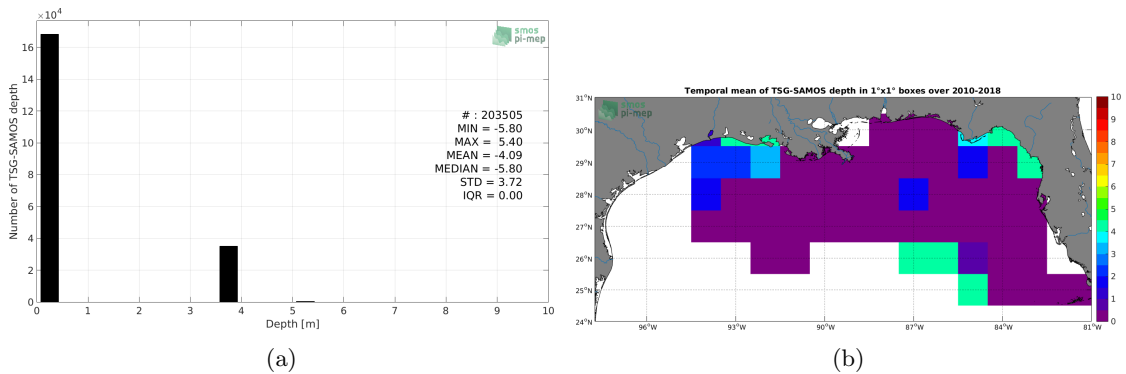 ×10⁴
16
14
12
10
8
6
4
2
0
Number of TSG-SAMOS depth
smos
pi-mep
# : 203505
MIN = -5.80
MAX = 5.40
MEAN = -4.09
MEDIAN = -5.80
STD = 3.72
IQR = 0.00
0 1 2 3 4 5 6 7 8 9 10
Depth [m]
(a)
Temporal mean of TSG-SAMOS depth in 1°x1° boxes over 2010-2018
smos
pi-mep
31°N
30°N
29°N
28°N
27°N
26°N
25°N
24°N
96°W 93°W 90°W 87°W 84°W 81°W
10
9
8
7
6
5
4
3
2
1
0
(b)